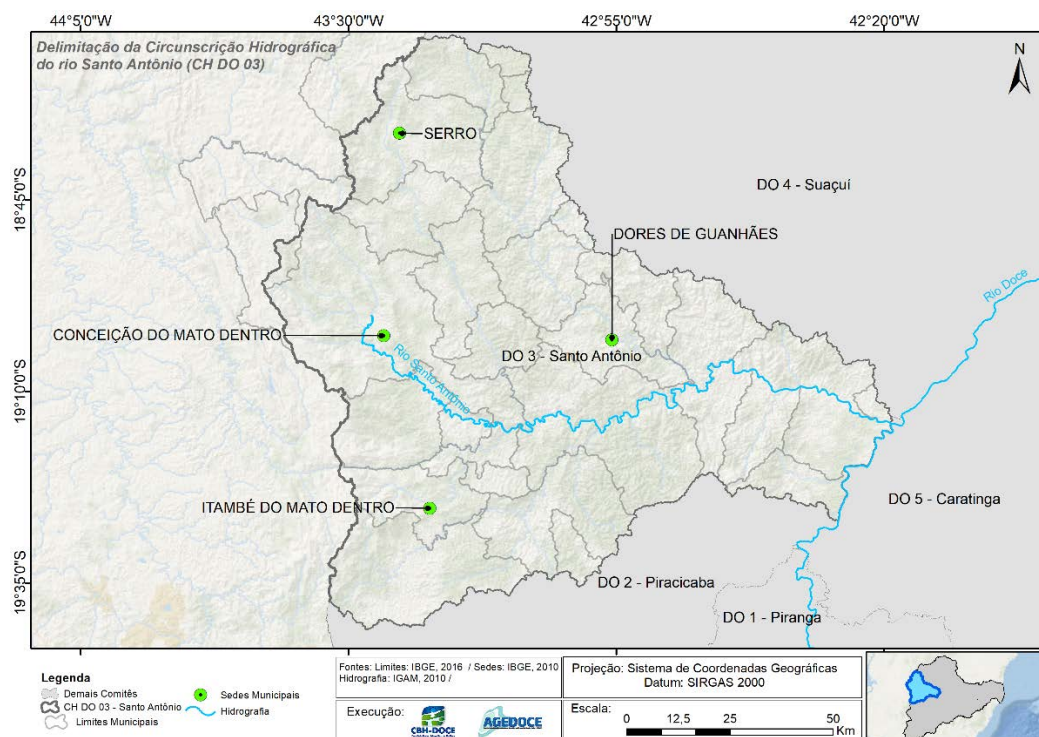 44°5'0"W
43°30'0"W
42°55'0"W
42°20'0"W
Delimitação da Circunscrição Hidrográfica
do rio Santo Antônio (CH DO 03)
N
SERRO
18°45'0"S
DO 4 - Suaçuí
DORES DE GUANHÃES
Rio Doce
CONCEIÇÃO DO MATO DENTRO
DO 3 - Santo Antônio
Rio Santo Antônio
19°10'0"S
DO 5 - Caratinga
ITAMBÉ DO MATO DENTRO
19°35'0"S
DO 2 - Piracicaba
DO 1 - Piranga
Legenda
Demais Comitês
CH DO 03 - Santo Antônio
Limites Municipais
Sedes Municipais
Hidrografia
Fontes: Limites: IBGE, 2016 / Sedes: IBGE, 2010
Hidrografia: IGAM, 2010 /
Execução:
CBH-DOCE
AGEDOCE
Projeção: Sistema de Coordenadas Geográficas
Datum: SIRGAS 2000
Escala:
0 12,5 25 50
Km